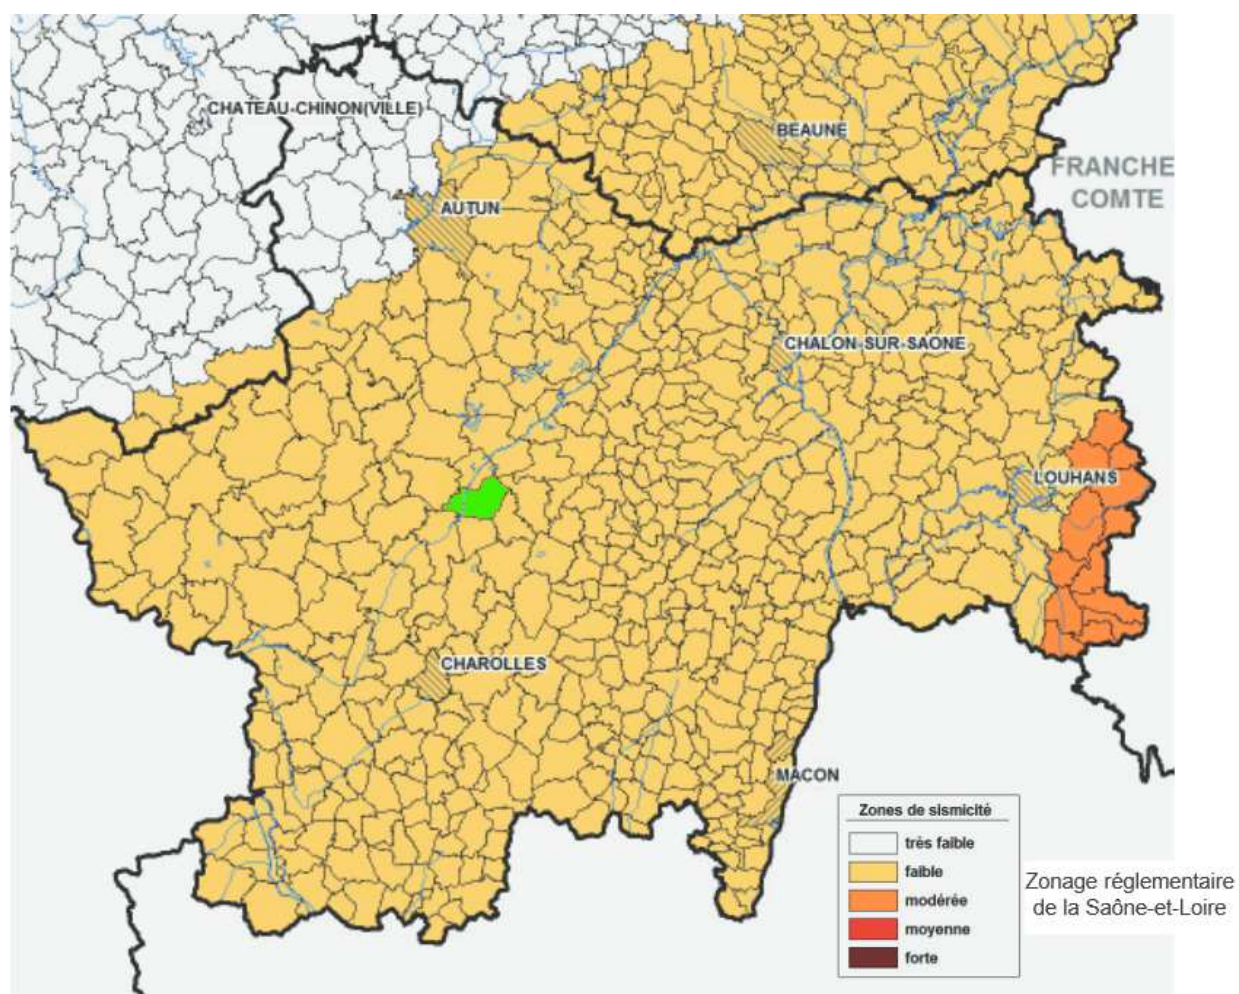 CHATEAU-CHINON(VILLE)
BEAUNE
FRANCHE
COMTE
AUTUN
CHALON-SUR-SAONE
LOUHANS
CHAROLLES
MACON
Zones de sismicité
très faible
faible
modérée
moyenne
forte
Zonage réglementaire
de la Saône-et-Loire